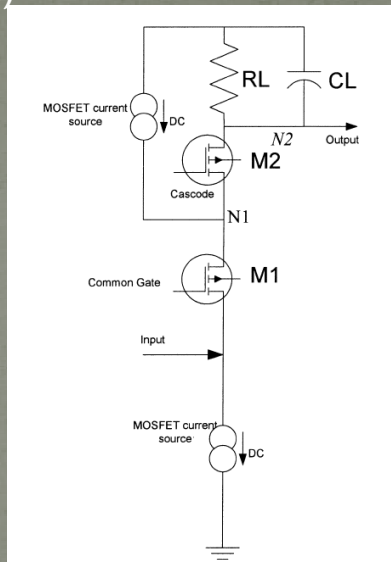 RL
CL
MOSFET current
source
DC
N2
Output
M2
Cascode
N1
M1
Common Gate
Input
MOSFET current
source
DC